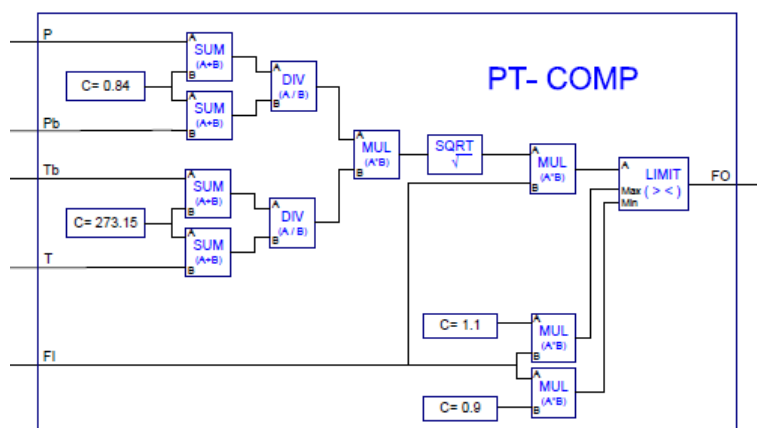 P
A
SUM
(A+B)
B
C= 0.84
A
DIV
(A / B)
B
PT- COMP
A
SUM
(A+B)
B
Pb
A
MUL
(A*B)
B
SQRT
√
A
MUL
(A*B)
B
A
LIMIT
Max
( > < )
Min
FO
Tb
A
SUM
(A+B)
B
C= 273.15
A
DIV
(A / B)
B
A
SUM
(A+B)
B
T
C= 1.1
A
MUL
(A*B)
B
FI
A
MUL
(A*B)
B
C= 0.9